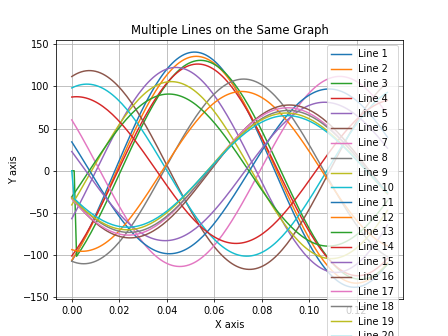 Multiple Lines on the Same Graph
Y axis
150
100
50
0
−50
−100
−150
0.00
0.02
0.04
0.06
0.08
0.10
X axis
Line 1
Line 2
Line 3
Line 4
Line 5
Line 6
Line 7
Line 8
Line 9
Line 10
Line 11
Line 12
Line 13
Line 14
Line 15
Line 16
Line 17
Line 18
Line 19
Line 20